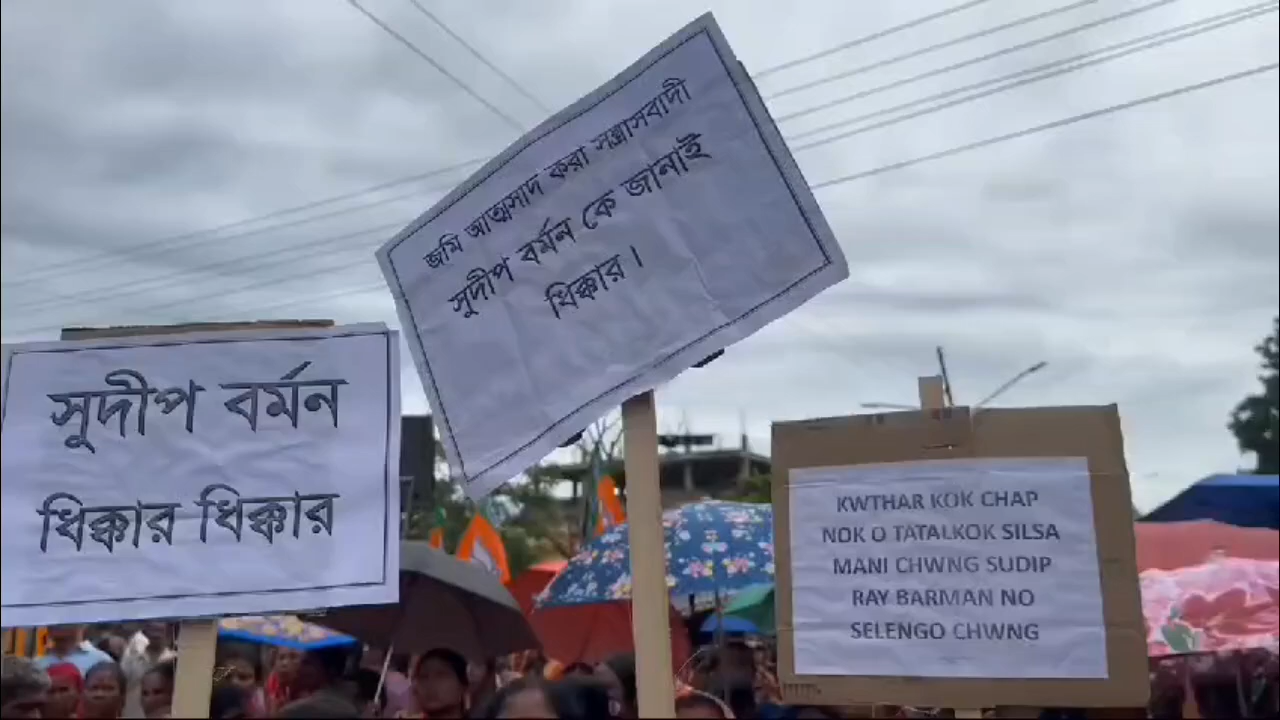 সুদীপ বর্মন
ধিক্কার ধিক্কার
জমি আত্মসাদ করা সন্ত্রাসবাদী
সুদীপ বর্মন কে জানাই
ধিক্কার।
KWTHAR KOK CHAP
NOK O TATALKOK SILSA
MANI CHWNG SUDIP
RAY BARMAN NO
SELENGO CHWNG